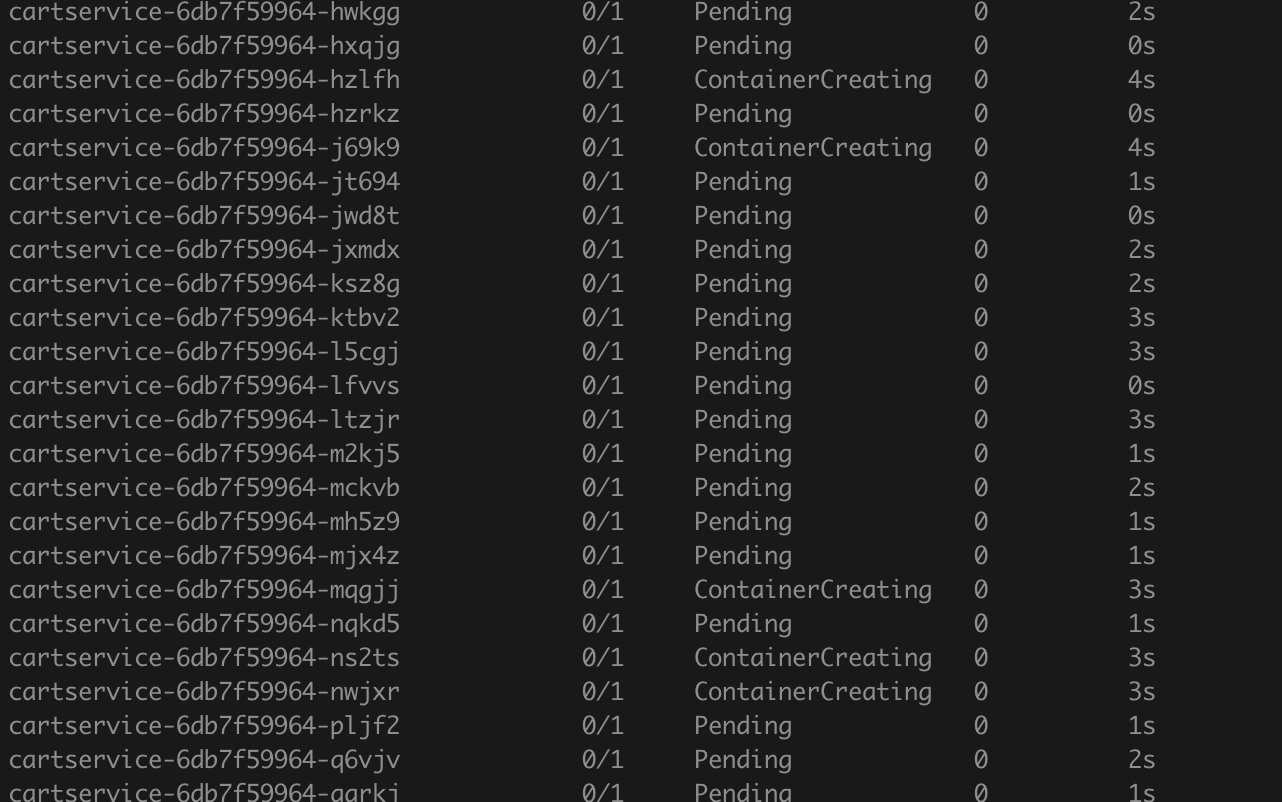 cartservice-6db7f59964-hwkgg 0/1 Pending 0 2s
cartservice-6db7f59964-hxqjg 0/1 Pending 0 0s
cartservice-6db7f59964-hzlfh 0/1 ContainerCreating 0 4s
cartservice-6db7f59964-hzrkz 0/1 Pending 0 0s
cartservice-6db7f59964-j69k9 0/1 ContainerCreating 0 4s
cartservice-6db7f59964-jt694 0/1 Pending 0 1s
cartservice-6db7f59964-jwd8t 0/1 Pending 0 0s
cartservice-6db7f59964-jxmdx 0/1 Pending 0 2s
cartservice-6db7f59964-ksz8g 0/1 Pending 0 2s
cartservice-6db7f59964-ktbv2 0/1 Pending 0 3s
cartservice-6db7f59964-l5cgj 0/1 Pending 0 3s
cartservice-6db7f59964-lfvvs 0/1 Pending 0 0s
cartservice-6db7f59964-ltzjr 0/1 Pending 0 3s
cartservice-6db7f59964-m2kj5 0/1 Pending 0 1s
cartservice-6db7f59964-mckvb 0/1 Pending 0 2s
cartservice-6db7f59964-mh5z9 0/1 Pending 0 1s
cartservice-6db7f59964-mjx4z 0/1 Pending 0 1s
cartservice-6db7f59964-mqgjj 0/1 ContainerCreating 0 3s
cartservice-6db7f59964-nqkd5 0/1 Pending 0 1s
cartservice-6db7f59964-ns2ts 0/1 ContainerCreating 0 3s
cartservice-6db7f59964-nwjxr 0/1 ContainerCreating 0 3s
cartservice-6db7f59964-pljf2 0/1 Pending 0 1s
cartservice-6db7f59964-q6vjv 0/1 Pending 0 2s
0/1 Pending 0 1s